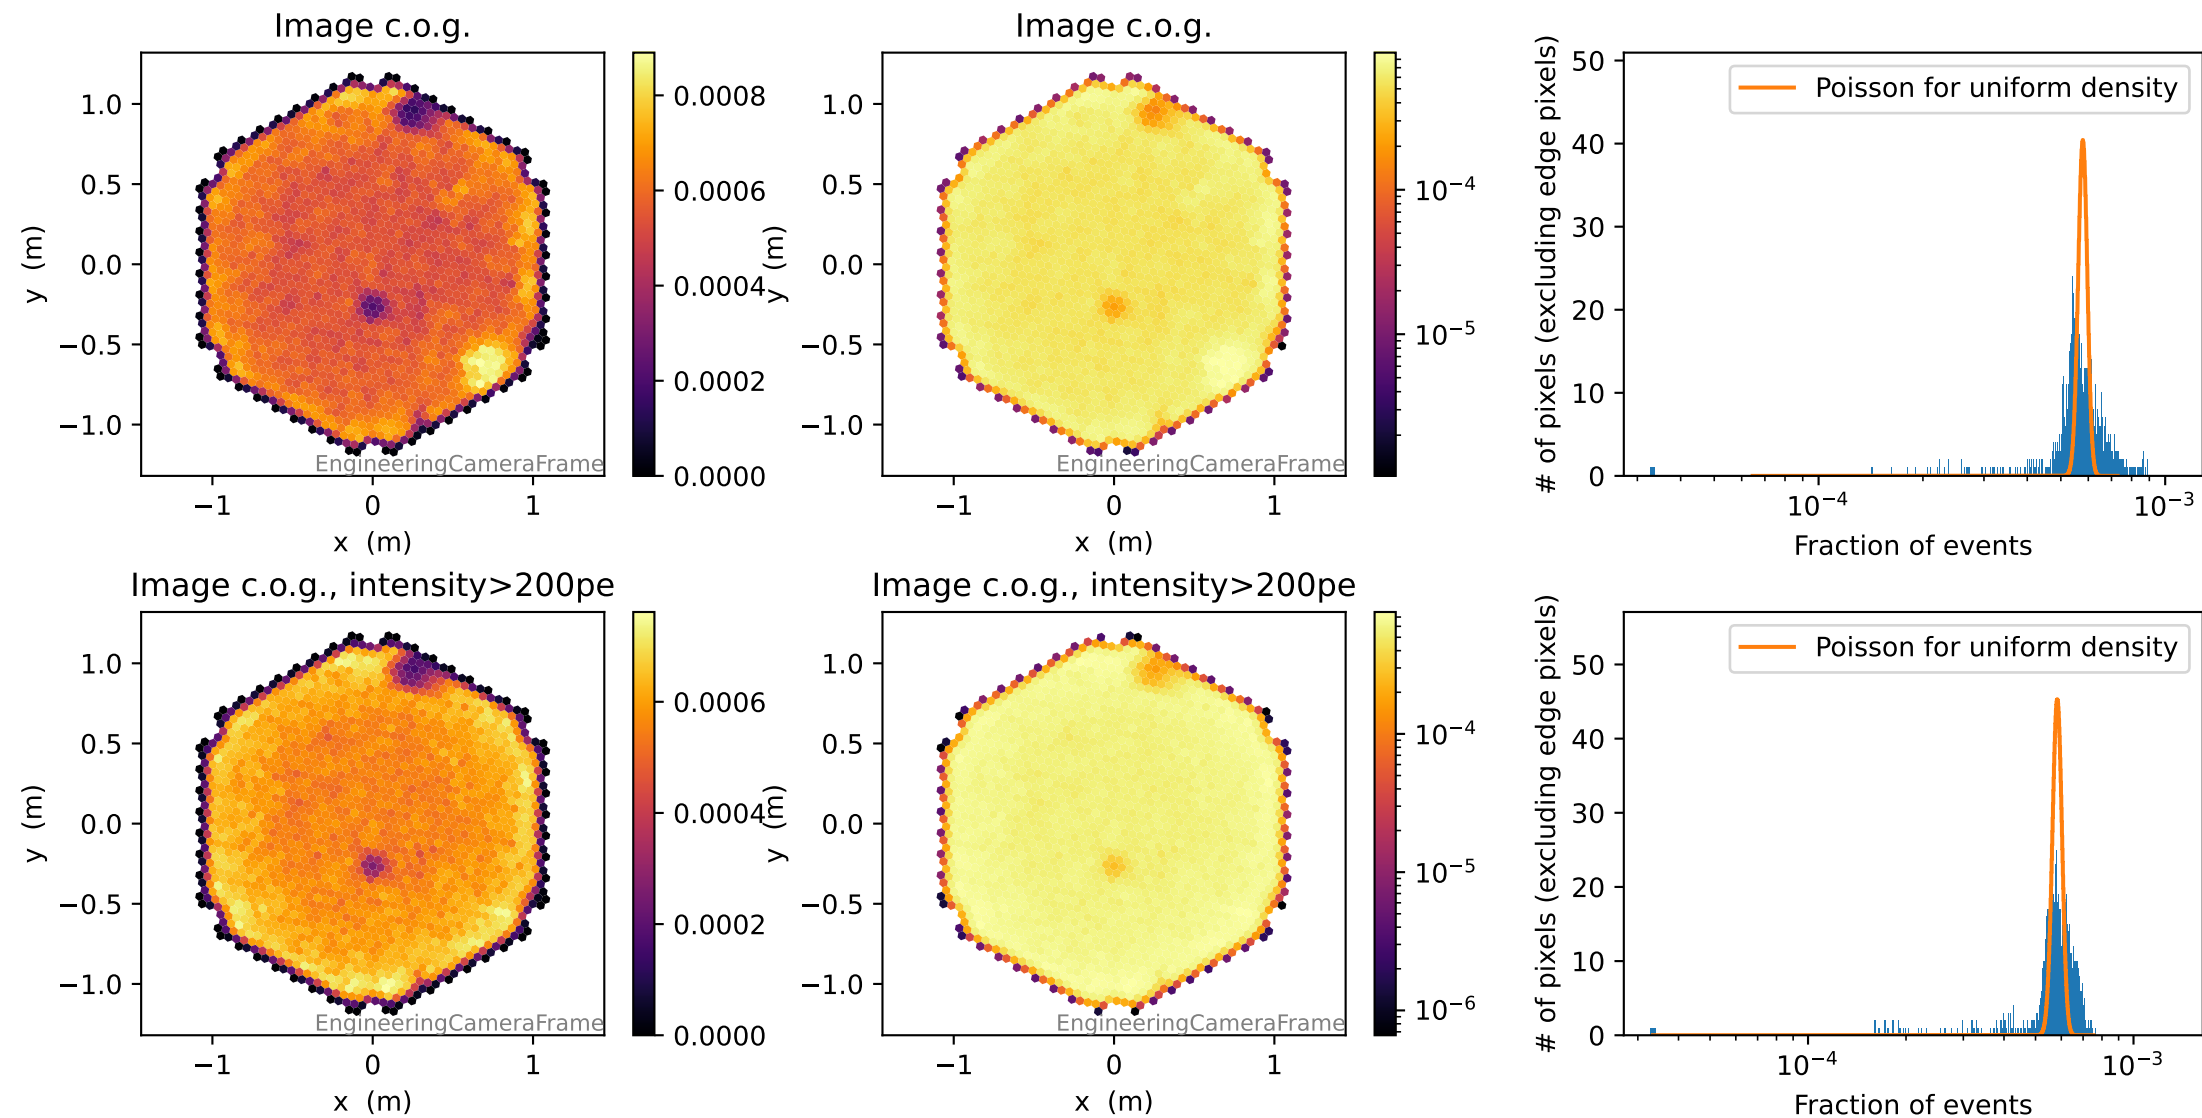 Image c.o.g.
y (m)
1.0
0.5
0.0
−0.5
−1.0
−1
0
1
x (m)
EngineeringCameraFrame
0.0008
0.0006
0.0004
0.0002
0.0000
Image c.o.g.
y (m)
1.0
0.5
0.0
−0.5
−1.0
−1
0
1
x (m)
EngineeringCameraFrame
10⁻⁴
10⁻⁵
# of pixels (excluding edge pixels)
50
40
30
20
10
0
Poisson for uniform density
10⁻⁴
10⁻³
Fraction of events
Image c.o.g., intensity>200pe
y (m)
1.0
0.5
0.0
−0.5
−1.0
−1
0
1
x (m)
EngineeringCameraFrame
0.0006
0.0004
0.0002
0.0000
Image c.o.g., intensity>200pe
y (m)
1.0
0.5
0.0
−0.5
−1.0
−1
0
1
x (m)
EngineeringCameraFrame
10⁻⁴
10⁻⁵
10⁻⁶
# of pixels (excluding edge pixels)
50
40
30
20
10
0
Poisson for uniform density
10⁻⁴
10⁻³
Fraction of events